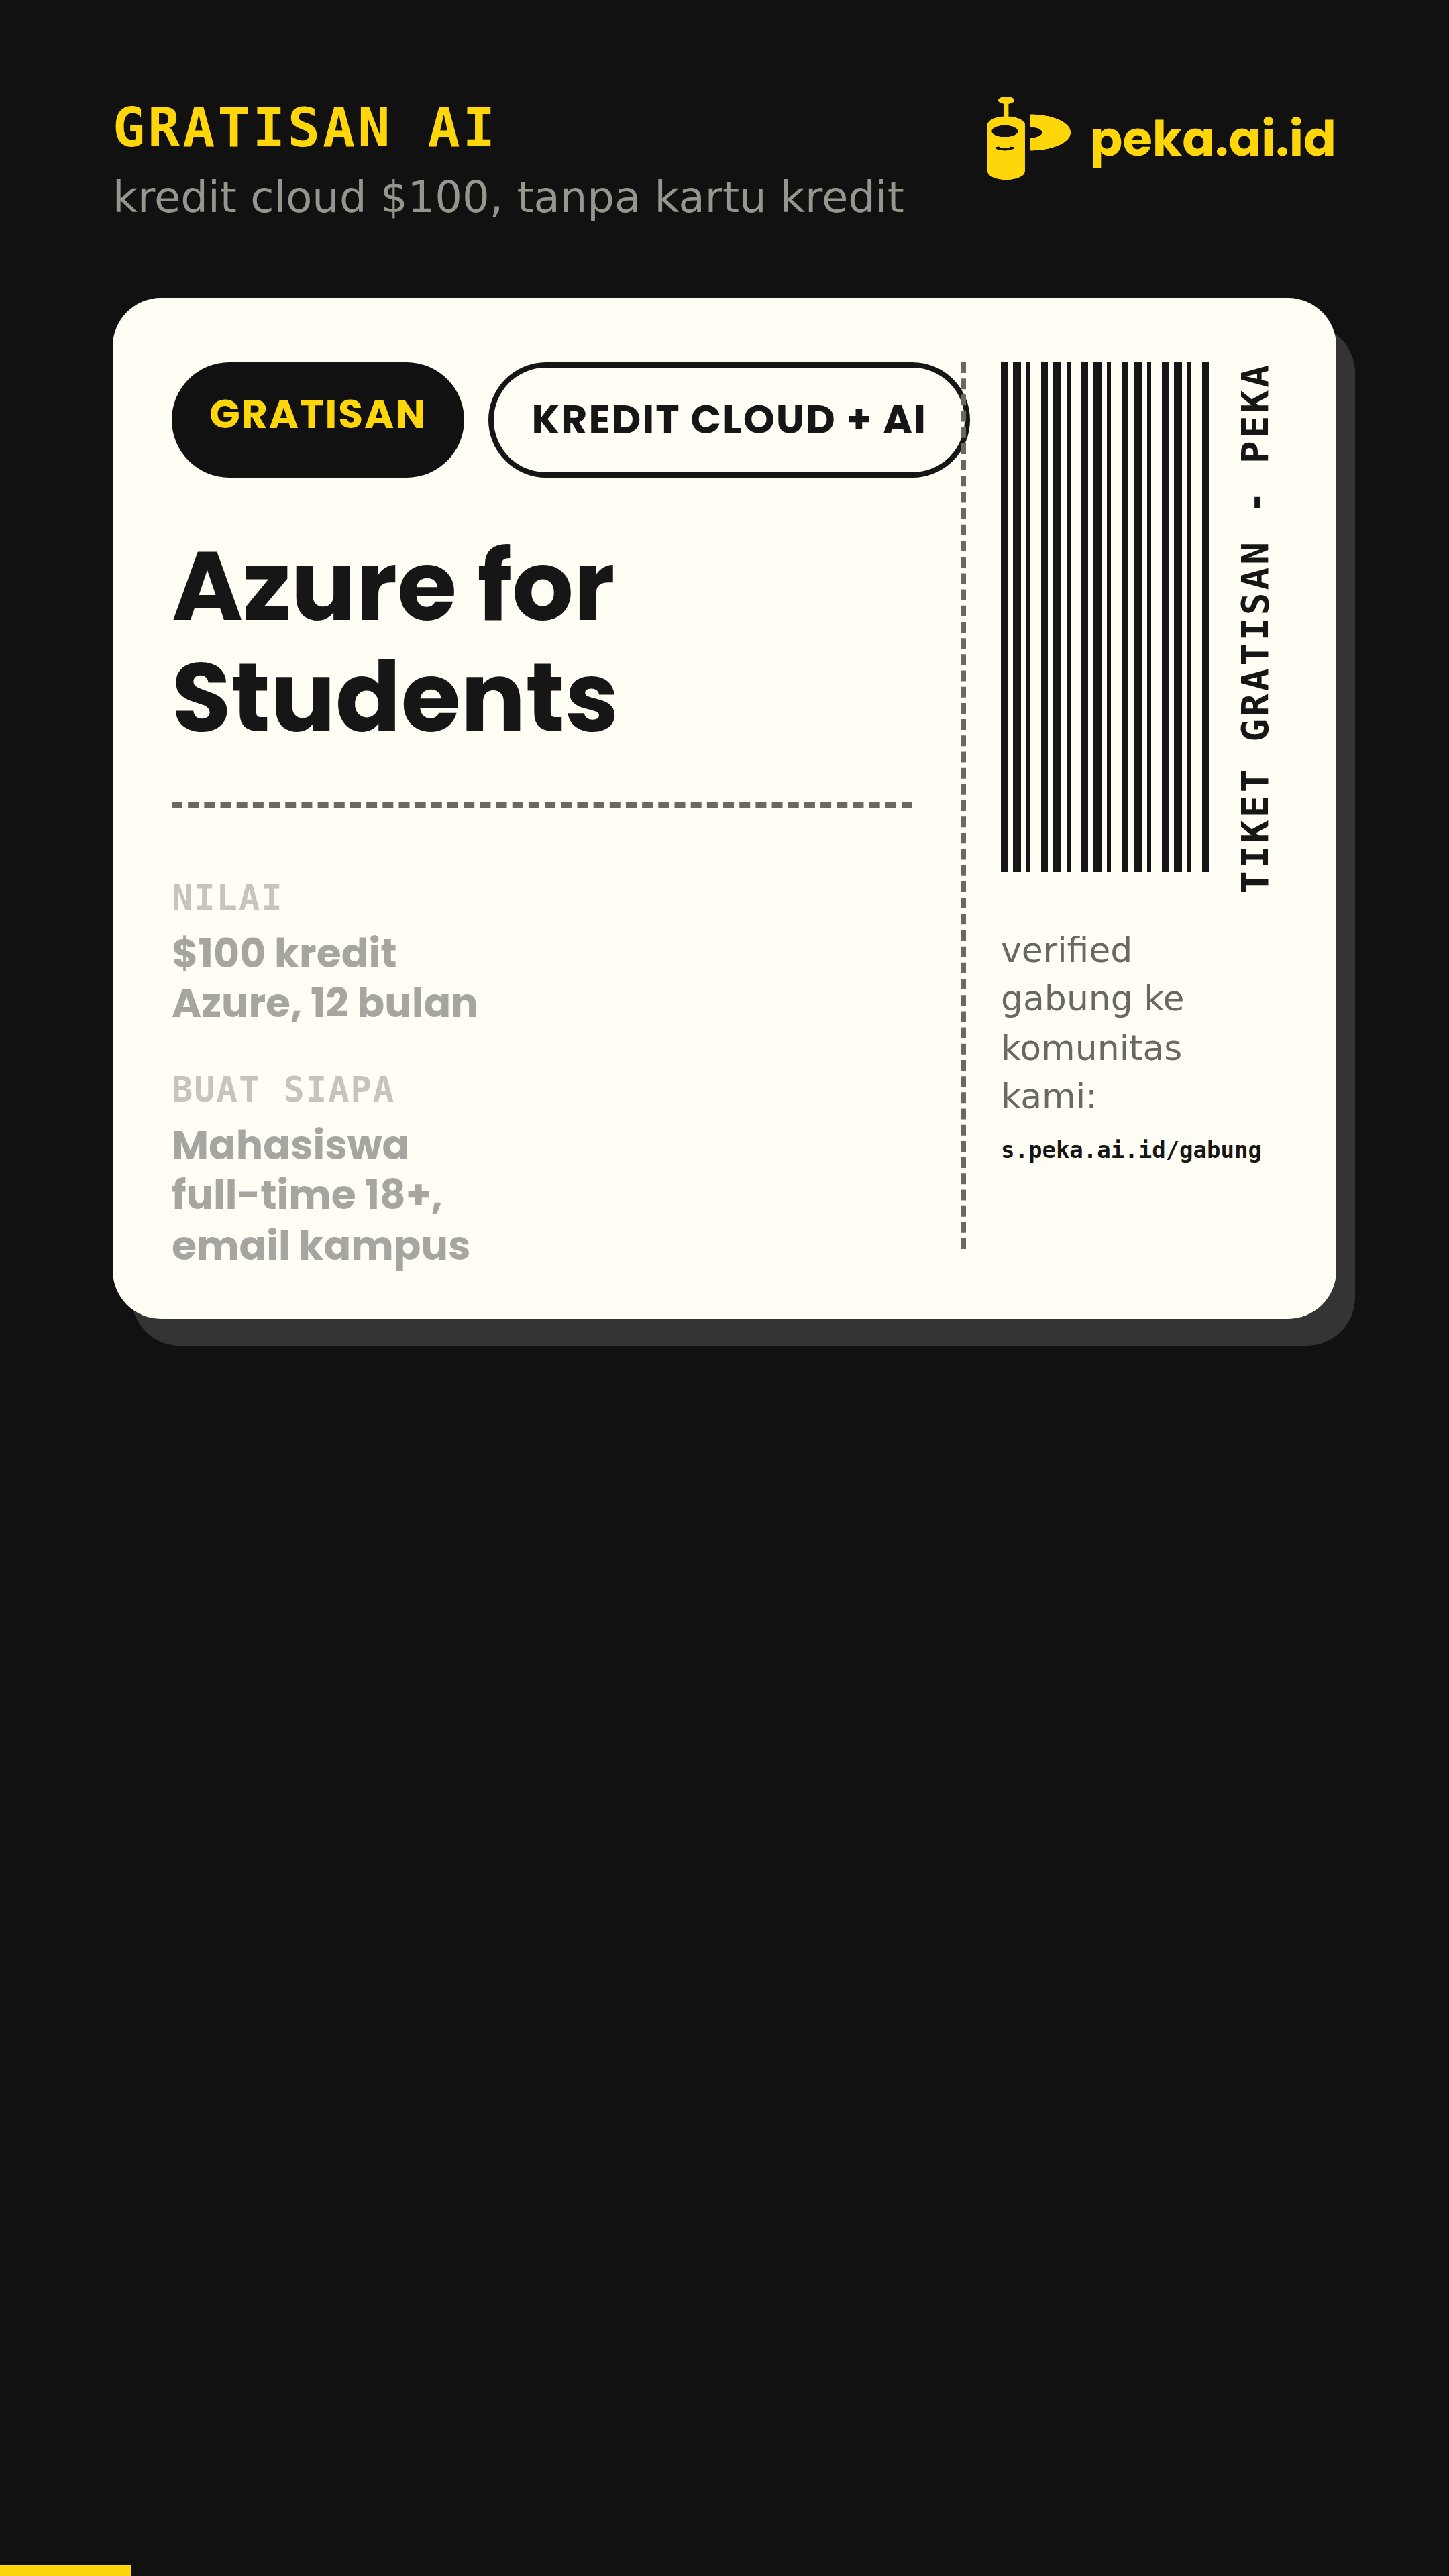 GRATISAN AI
kredit cloud $100, tanpa kartu kredit
peka.ai.id
GRATISAN
KREDIT CLOUD + AI
Azure for
Students
NILAI
$100 kredit
Azure, 12 bulan
BUAT SIAPA
Mahasiswa
full-time 18+,
email kampus
TIKET GRATISAN - PEKA
verified
gabung ke
komunitas
kami:
s.peka.ai.id/gabung